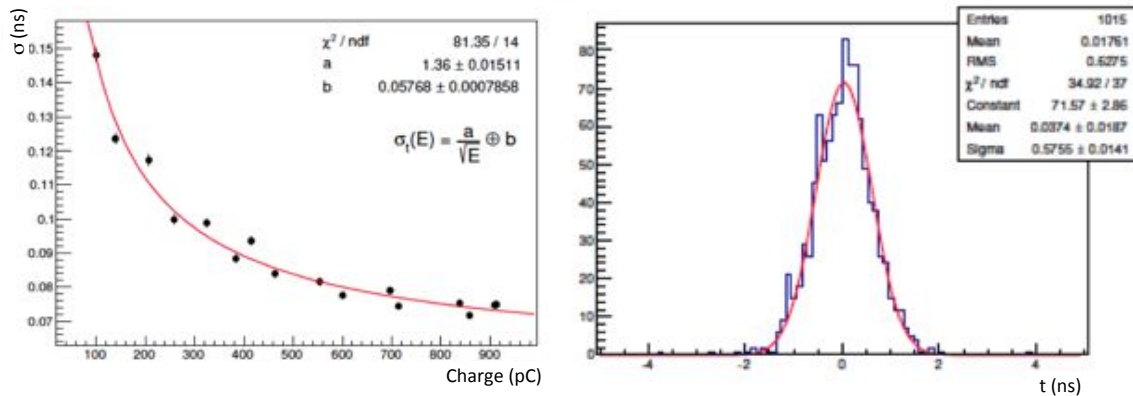 σ (ns)
0.15
0.14
0.13
0.12
0.11
0.1
0.09
0.08
0.07
χ² / ndf 81.35 / 14
a 1.36 ± 0.01511
b 0.05768 ± 0.0007858
σt(E) = a/√E ⊕ b
100 200 300 400 500 600 700 800 900
Charge (pC)
80
70
60
50
40
30
20
10
0
Entries 1015
Mean 0.01761
RMS 0.6275
χ² / ndf 34.92 / 37
Constant 71.57 ± 2.86
Mean 0.0374 ± 0.0187
Sigma 0.5755 ± 0.0141
-4 -2 0 2 4
t (ns)